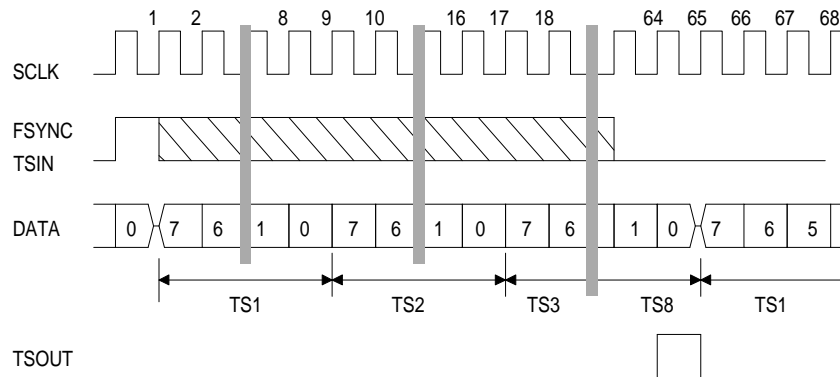 1 2 8 9 10 16 17 18 64 65 66 67 68
SCLK
FSYNC
TSIN
DATA 0 7 6 1 0 7 6 1 0 7 6 1 0 7 6 5
TS1 TS2 TS3 TS8 TS1
TSOUT